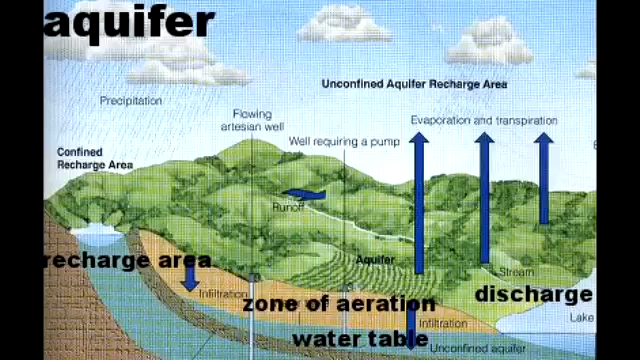 aquifer
Unconfined Aquifer Recharge Area
Precipitation
Flowing
artesian well
Evaporation and transpiration
Well requiring a pump
Confined
Recharge Area
Runoff
recharge area
Aquifer
Stream
Infiltration
zone of aeration
discharge
Infiltration
Lake
water table
Unconfined aquifer